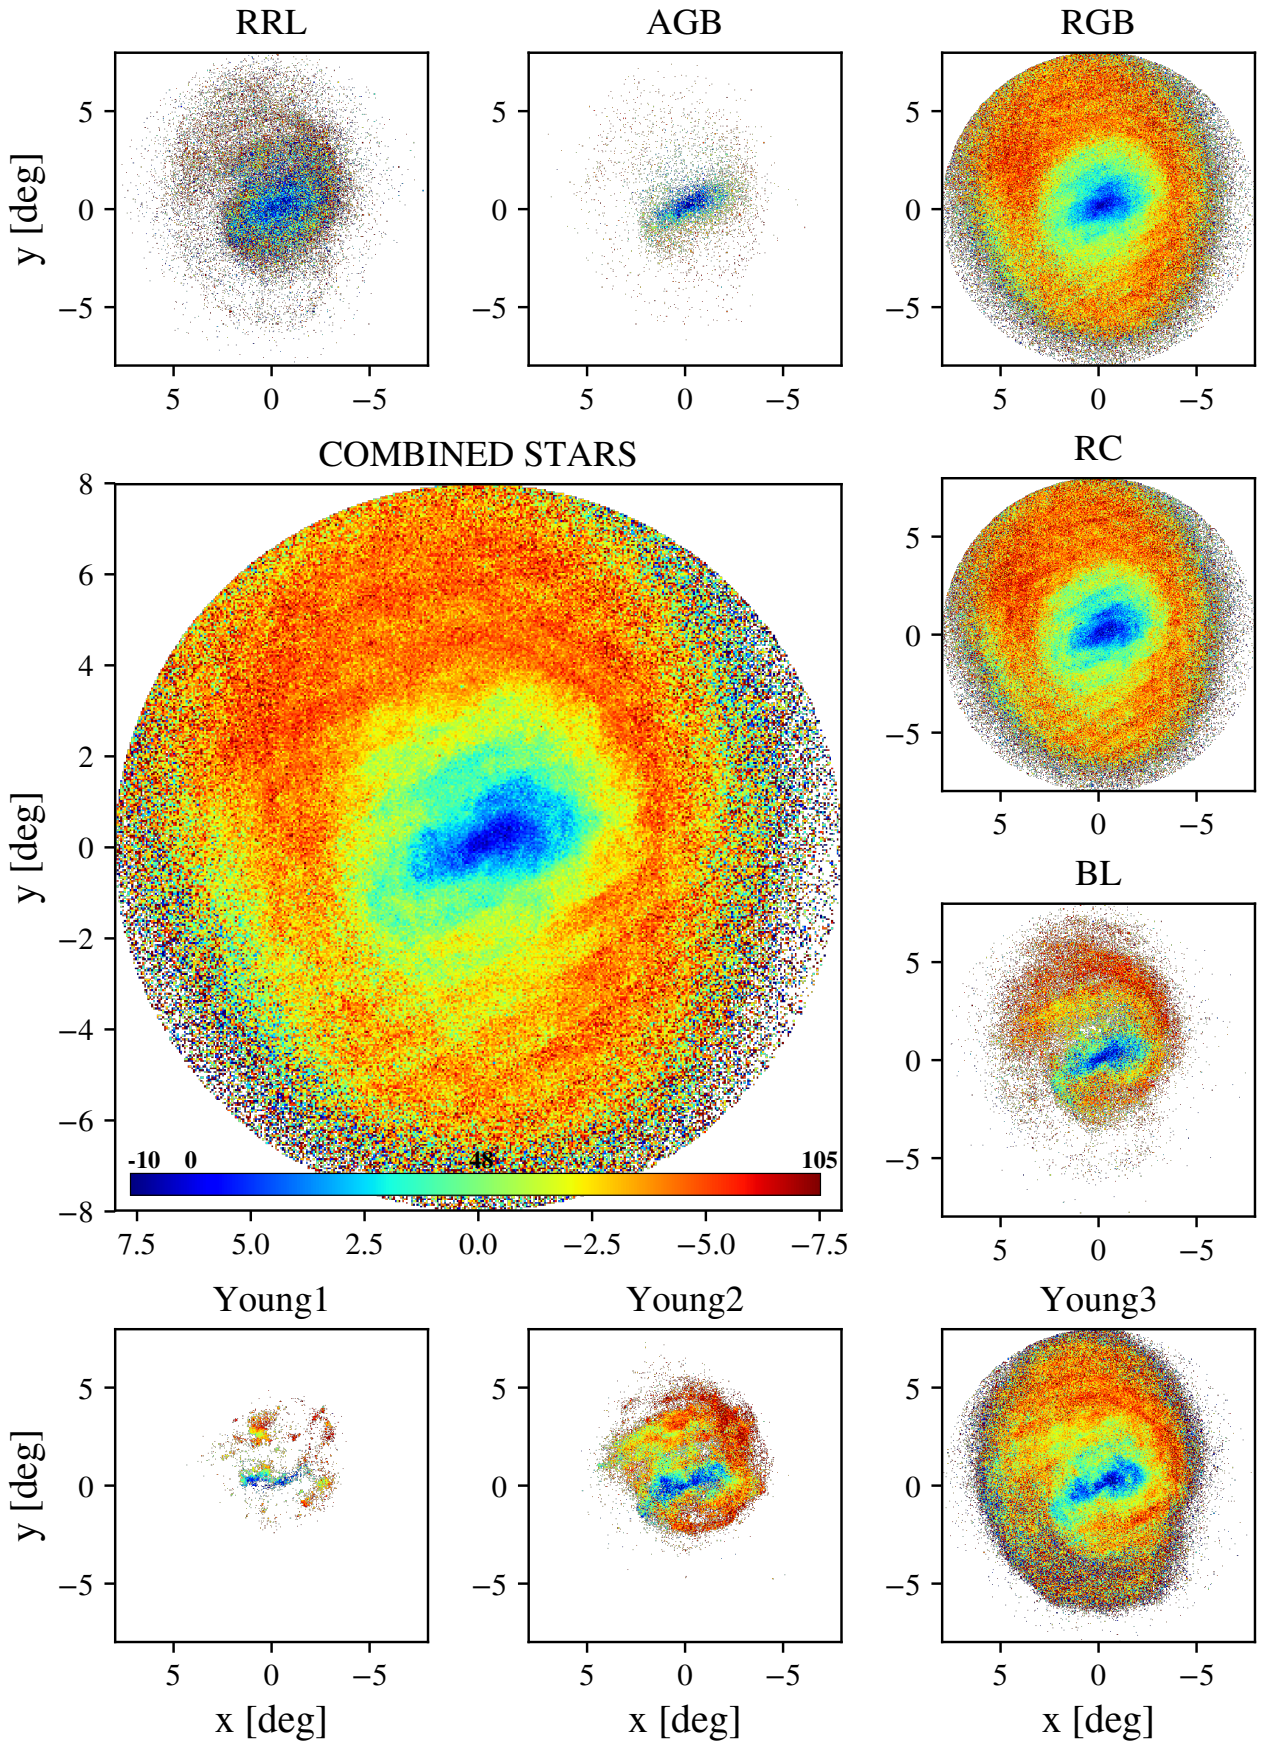 RRL AGB RGB
5 5 5
0 0 0
−5 −5 −5
y [deg]
5 0 −5 5 0 −5 5 0 −5
COMBINED STARS
8
6
4
2
0
−2
−4
−6
−8
y [deg]
-10 0 48 105
7.5 5.0 2.5 0.0 −2.5 −5.0 −7.5
RC
5
0
−5
5 0 −5
BL
5
0
−5
5 0 −5
Young1 Young2 Young3
5 5 5
0 0 0
−5 −5 −5
y [deg]
5 0 −5 5 0 −5 5 0 −5
x [deg] x [deg] x [deg]